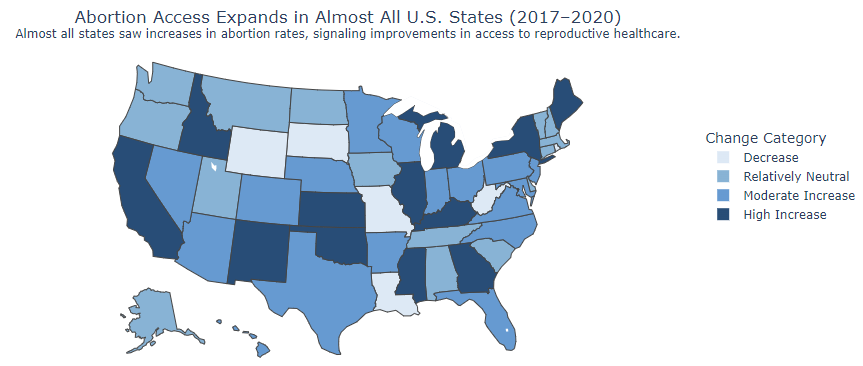 Abortion Access Expands in Almost All U.S. States (2017–2020)
Almost all states saw increases in abortion rates, signaling improvements in access to reproductive healthcare.
Change Category
Decrease
Relatively Neutral
Moderate Increase
High Increase